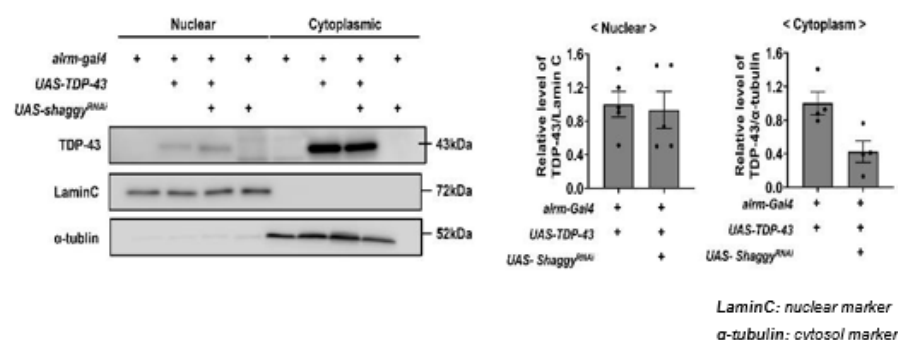 Nuclear Cytoplasmic
alrm-gal4 + + + + + + + +
UAS-TDP-43 + + + +
UAS-shaggyRNAi + + + +
TDP-43 43kDa
LaminC 72kDa
α-tublin 52kDa
< Nuclear >
Relative level of
TDP-43/Lamin C
1.6
1.2
0.8
0.4
0.0
alrm-Gal4 + +
UAS-TDP-43 + +
UAS- ShaggyRNAi +
< Cytoplasm >
Relative level of
TDP-43/α-tubulin
1.6
1.2
0.8
0.4
0.0
alrm-Gal4 + +
UAS-TDP-43 + +
UAS- ShaggyRNAi +
LaminC: nuclear marker
α-tubulin: cytosol marker